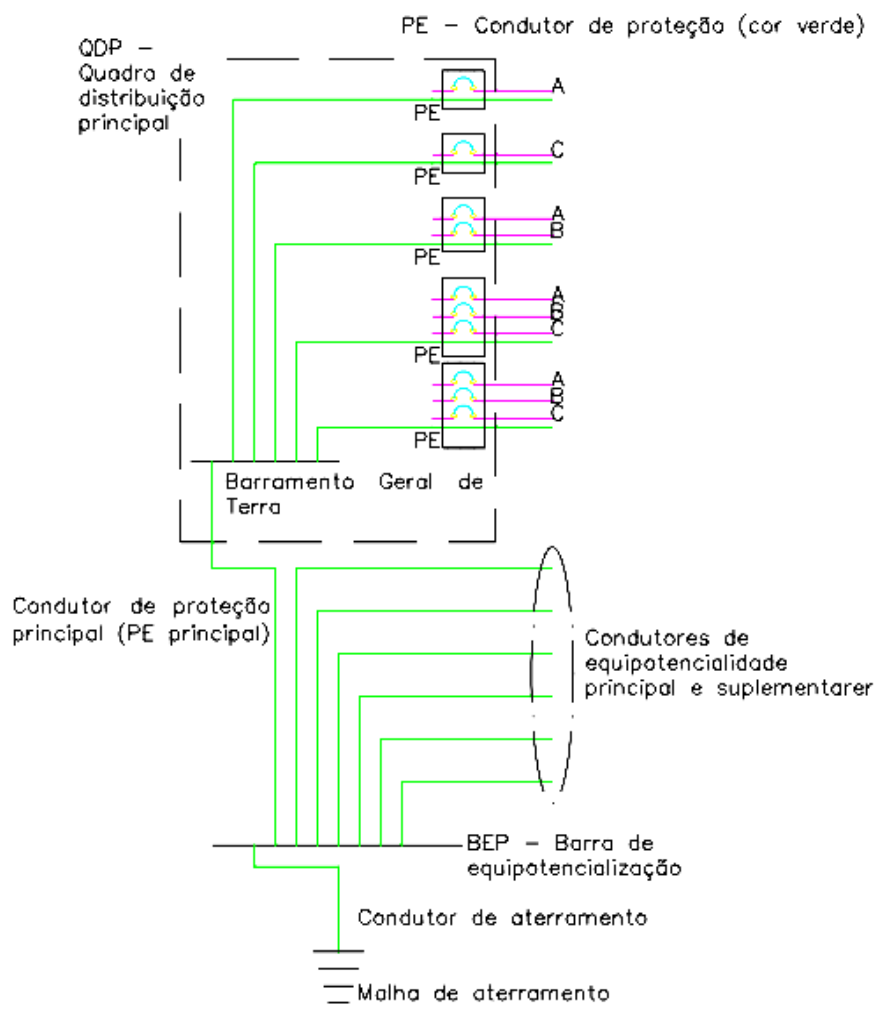 PE - Condutor de proteção (cor verde)
QDP -
Quadro de
distribuição
principal
A
PE
C
PE
A
B
PE
A
B
C
PE
A
B
C
PE
Barramento Geral de
Terra
Condutor de proteção
principal (PE principal)
Condutores de
equipotencialidade
principal e suplementarer
BEP - Barra de
equipotencialização
Condutor de aterramento
Malha de aterramento